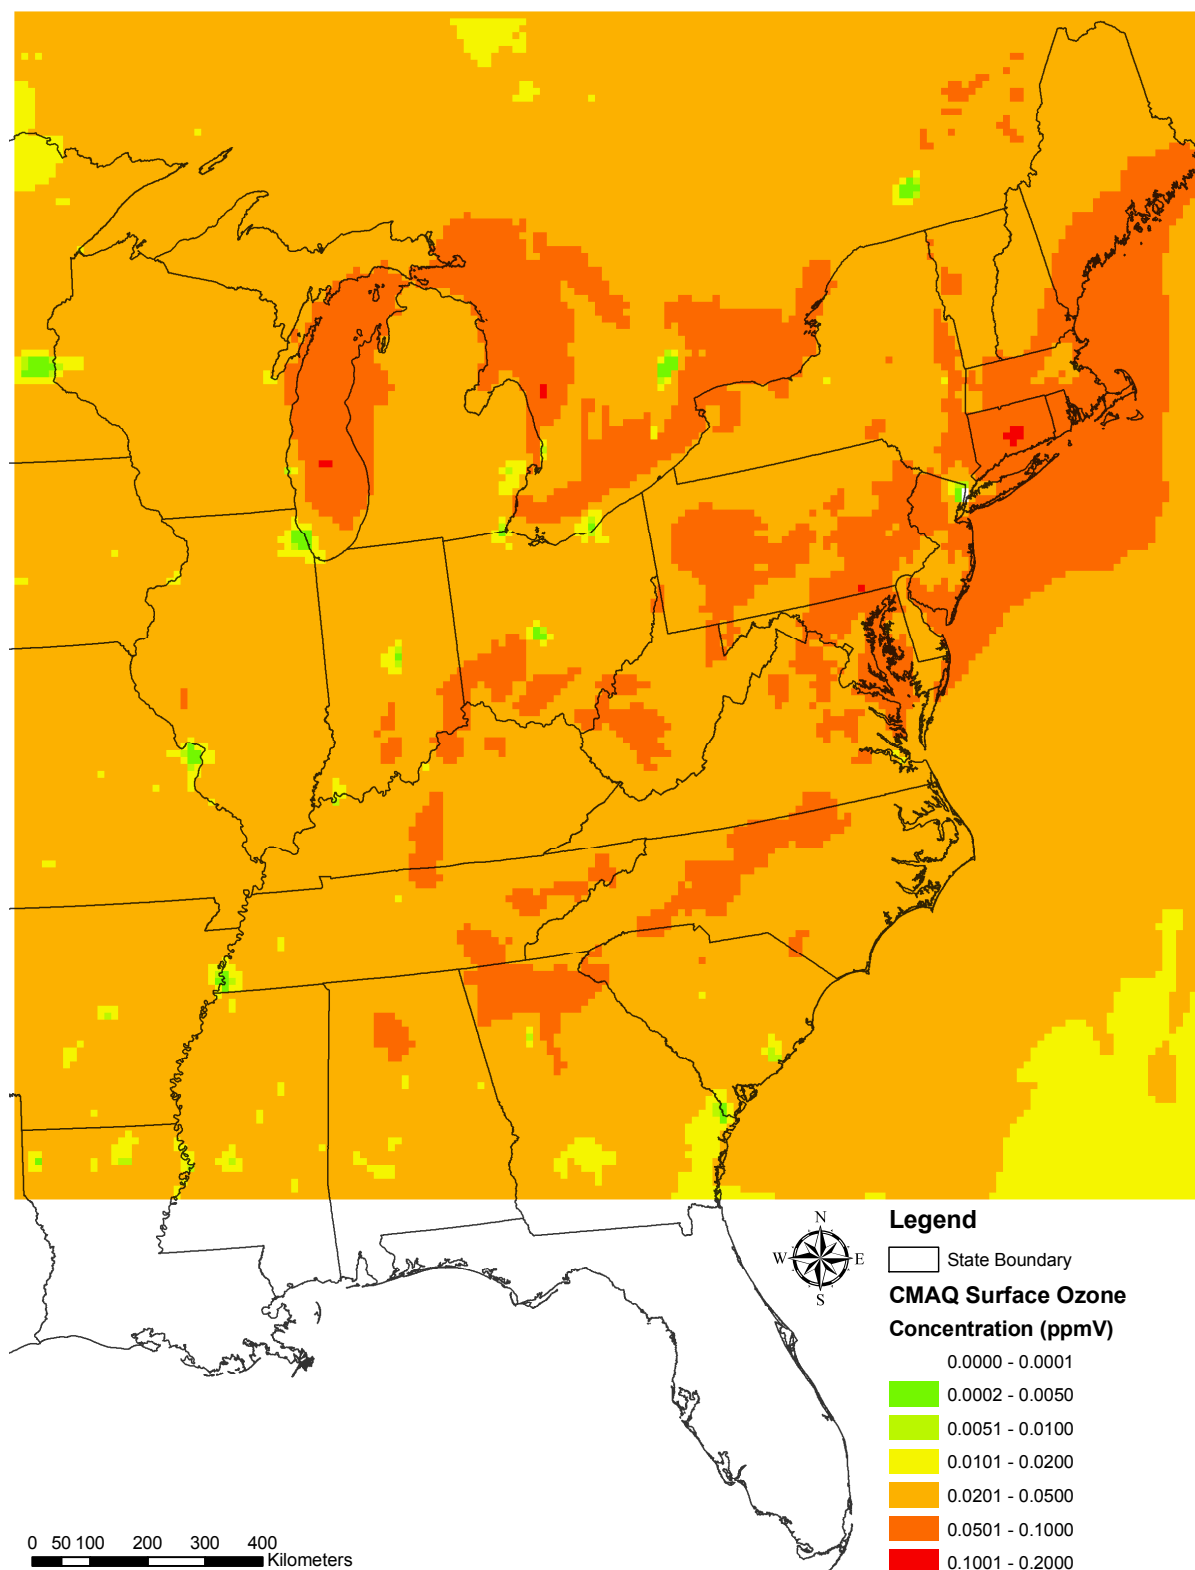 N
W E
S
Legend
State Boundary
CMAQ Surface Ozone
Concentration (ppmV)
0.0000 - 0.0001
0.0002 - 0.0050
0.0051 - 0.0100
0.0101 - 0.0200
0.0201 - 0.0500
0.0501 - 0.1000
0.1001 - 0.2000
0 50 100 200 300 400
Kilometers